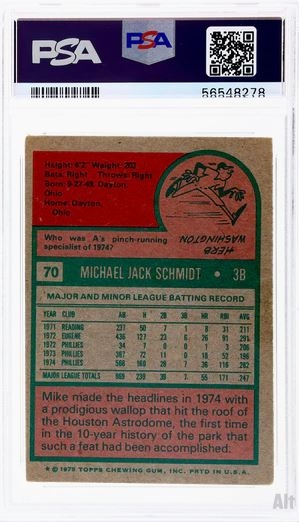 PSA
PSA
56548278
Height: 6'2" Weight: 203
Bats: Right Throws: Right
Born: 9-27-49, Dayton,
Ohio
Home: Dayton,
Ohio
HERB
WASHINGTON
Who was A's pinch-running
specialist of 1974?
70 MICHAEL JACK SCHMIDT • 3B
MAJOR AND MINOR LEAGUE BATTING RECORD
YEAR CLUB AB H 2B 3B HR RBI AVG.
1971 READING 237 50 7 1 8 31 .211
1972 EUGENE 436 127 23 6 26 91 .291
1972 PHILLIES 34 7 0 0 1 3 .206
1973 PHILLIES 367 72 11 0 18 52 .196
1974 PHILLIES 568 160 28 7 36 116 .282
MAJOR LEAGUE TOTALS 969 239 39 7 55 171 .247
Mike made the headlines in 1974 with
a prodigious wallop that hit the roof of
the Houston Astrodome, the first time
in the 10-year history of the park that
such a feat had been accomplished.
★ © 1975 TOPPS CHEWING GUM, INC. PRTD IN U.S.A.
Alt